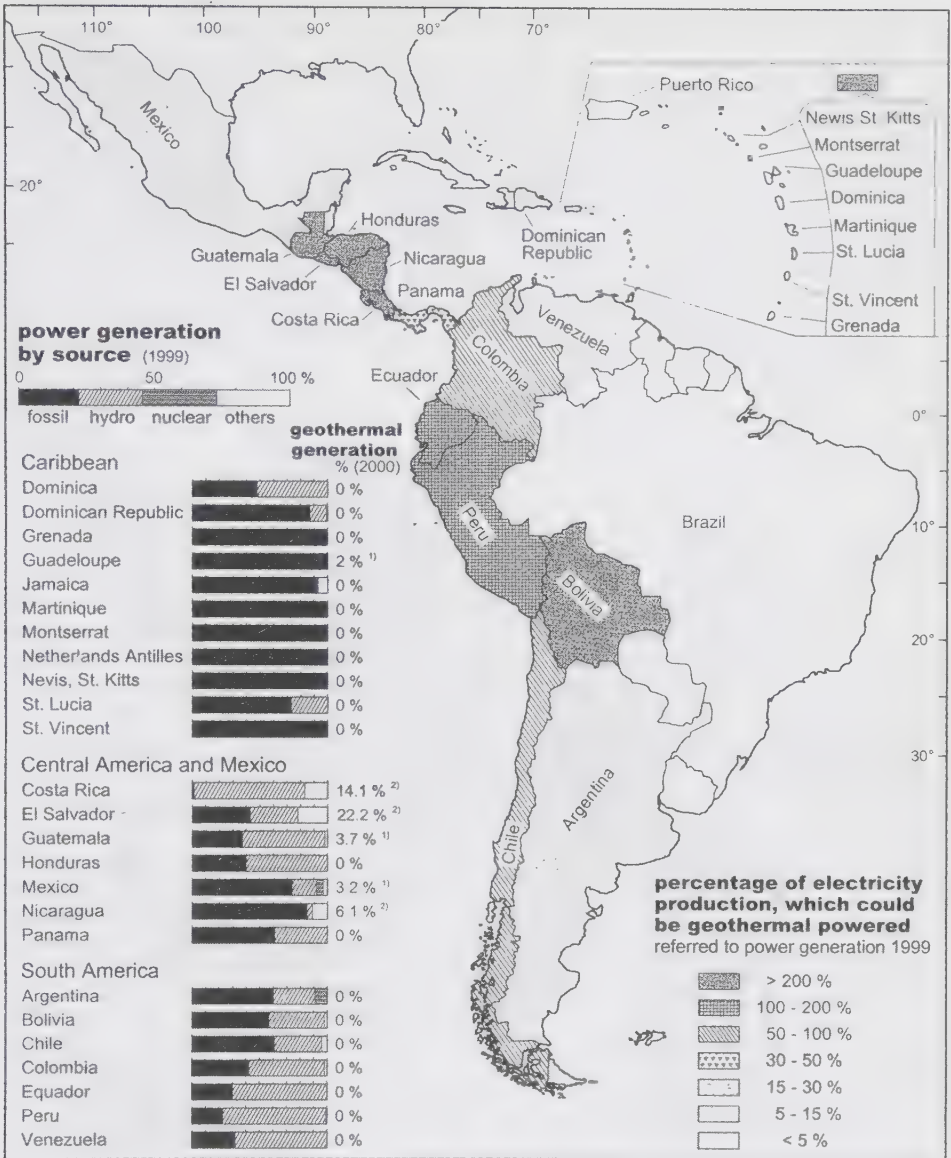 110°
100
90°
80°
70°
Puerto Rico
Newis St. Kitts
Montserrat
Guadeloupe
Dominica
Martinique
St. Lucia
St. Vincent
Grenada
Mexico
20°
Honduras
Guatemala
Nicaragua
El Salvador
Panama
Costa Rica
Dominican
Republic
Venezuela
Colombia
Ecuador
0°
Peru
Brazil
10°
Bolivia
20°
30°
Argentina
Chile
power generation
by source (1999)
0 50 100 %
fossil hydro nuclear others
geothermal
generation
% (2000)
Caribbean
Dominica 0 %
Dominican Republic 0 %
Grenada 0 %
Guadeloupe 2 % 1)
Jamaica 0 %
Martinique 0 %
Montserrat 0 %
Netherlands Antilles 0 %
Nevis, St. Kitts 0 %
St. Lucia 0 %
St. Vincent 0 %
Central America and Mexico
Costa Rica 14.1 % 2)
El Salvador 22.2 % 2)
Guatemala 3.7 % 1)
Honduras 0 %
Mexico 3 2 % 1)
Nicaragua 6 1 % 2)
Panama 0 %
South America
Argentina 0 %
Bolivia 0 %
Chile 0 %
Colombia 0 %
Equador 0 %
Peru 0 %
Venezuela 0 %
percentage of electricity
production, which could
be geothermal powered
referred to power generation 1999
> 200 %
100 - 200 %
50 - 100 %
30 - 50 %
15 - 30 %
5 - 15 %
< 5 %